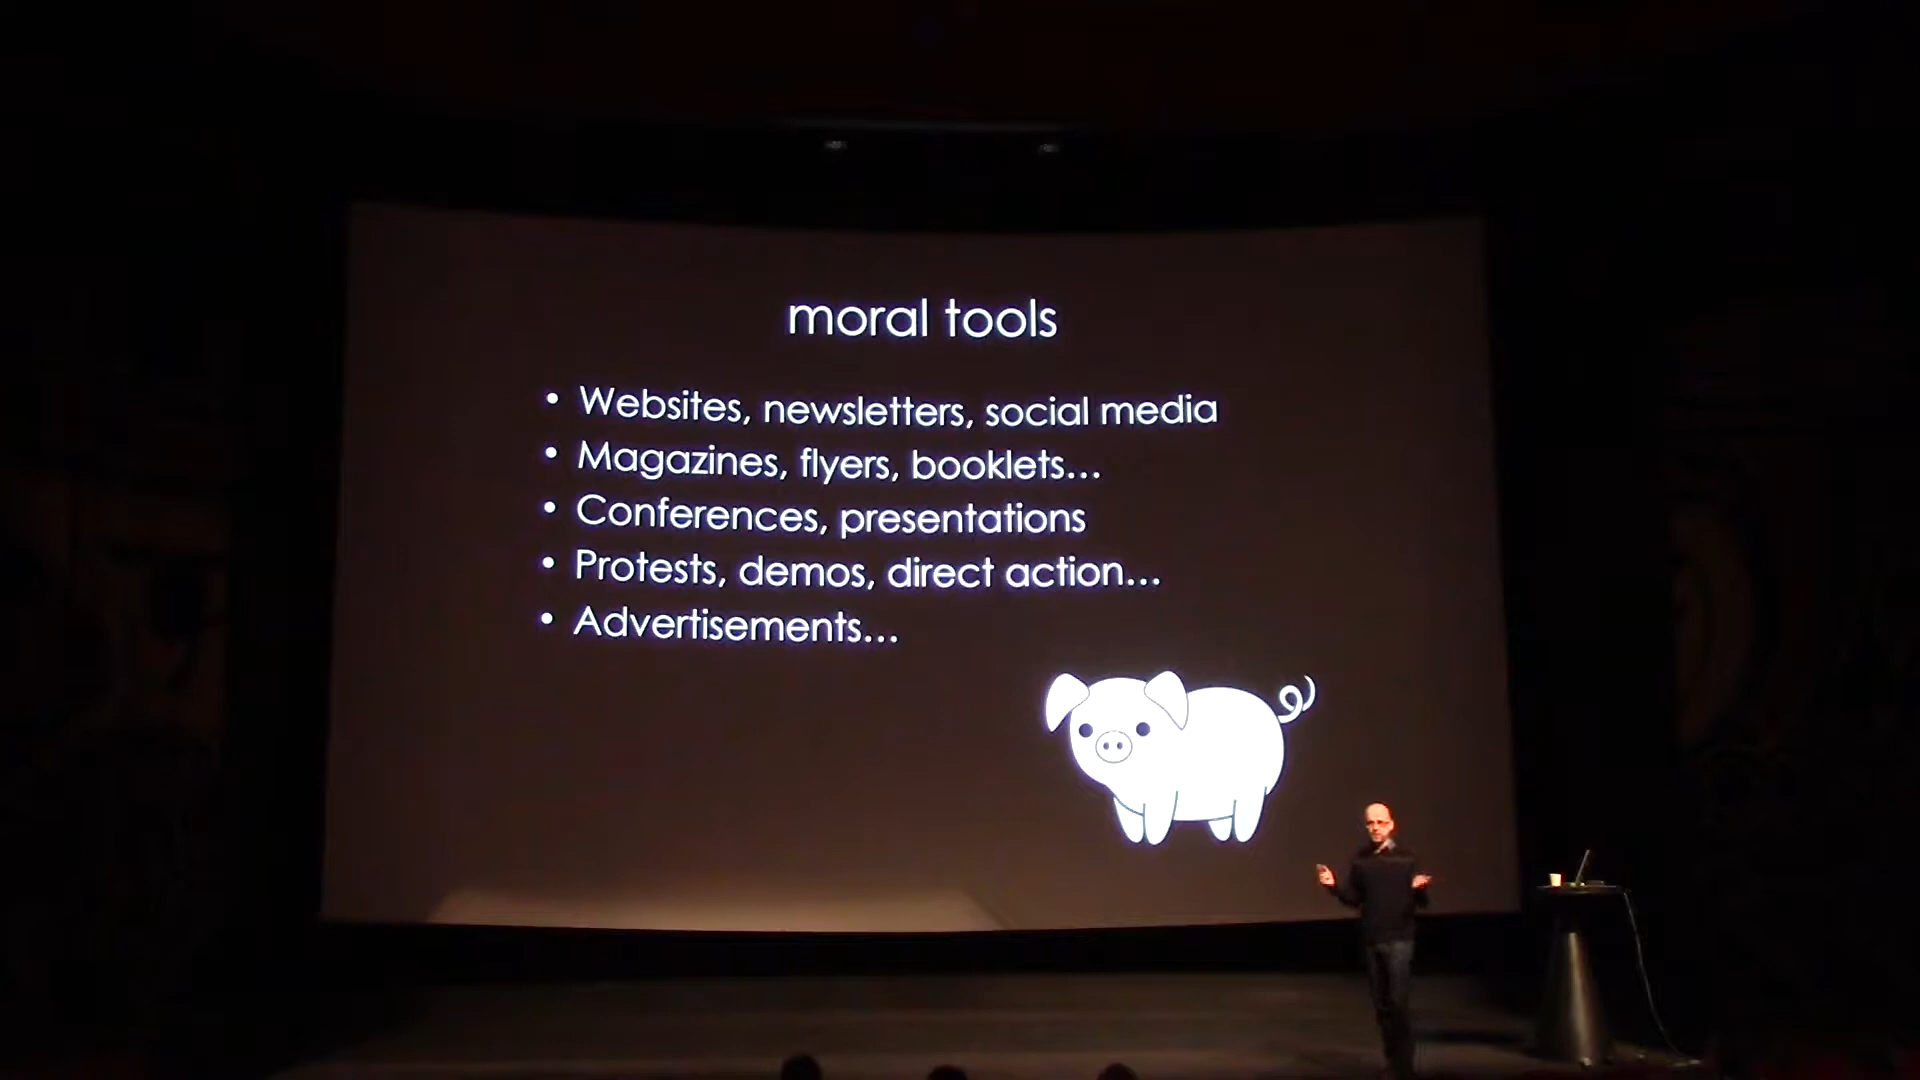 moral tools
• Websites, newsletters, social media
• Magazines, flyers, booklets...
• Conferences, presentations
• Protests, demos, direct action...
• Advertisements...